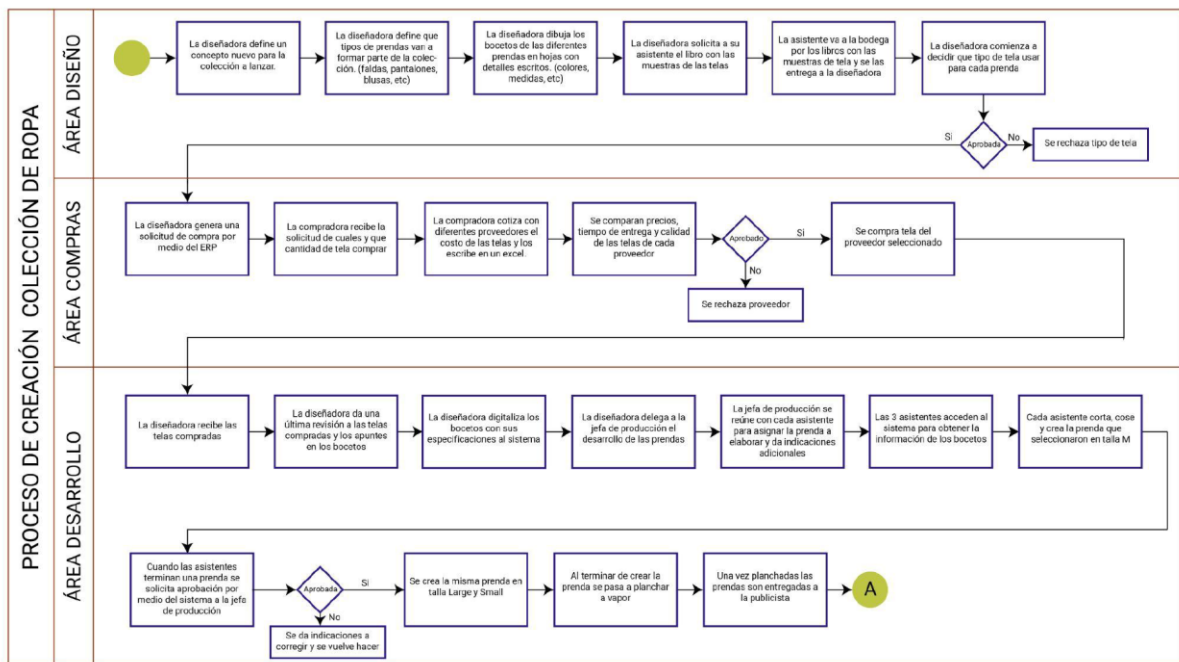 PROCESO DE CREACIÓN COLECCIÓN DE ROPA
ÁREA DISEÑO
La diseñadora define un
concepto nuevo para la
colección a lanzar.
La diseñadora define que
tipos de prendas van a
formar parte de la colec-
ción. (faldas, pantalones,
blusas, etc)
La diseñadora dibuja los
bocetos de las diferentes
prendas en hojas con
detalles escritos. (colores,
medidas, etc)
La diseñadora solicita a su
asistente el libro con las
muestras de las telas
La asistente va a la bodega
por los libros con las
muestras de tela y se las
entrega a la diseñadora
La diseñadora comienza a
decidir que tipo de tela usar
para cada prenda
Si
Aprobada
No
Se rechaza tipo de tela
ÁREA COMPRAS
La diseñadora genera una
solicitud de compra por
medio del ERP
La compradora recibe la
solicitud de cuales y que
cantidad de tela comprar
La compradora cotiza con
diferentes proveedores el
costo de las telas y los
escribe en un excel.
Se comparan precios,
tiempo de entrega y calidad
de las telas de cada
proveedor
Aprobado
Si
No
Se rechaza proveedor
Se compra tela del
proveedor seleccionado
ÁREA DESARROLLO
La diseñadora recibe las
telas compradas
La diseñadora da una
última revisión a las telas
compradas y los apuntes
en los bocetos
La diseñadora digitaliza los
bocetos con sus
especificaciones al sistema
La diseñadora delega a la
jefa de producción el
desarrollo de las prendas
La jefa de producción se
reúne con cada asistente
para asignar la prenda a
elaborar y da indicaciones
adicionales
Las 3 asistentes acceden al
sistema para obtener la
información de los bocetos
Cada asistente corta, cose
y crea la prenda que
seleccionaron en talla M
Cuando las asistentes
terminan una prenda se
solicita aprobación por
medio del sistema a la jefa
de producción
Aprobada
Si
No
Se da indicaciones a
corregir y se vuelve hacer
Se crea la misma prenda en
talla Large y Small
Al terminar de crear la
prenda se pasa a planchar a
vapor
Una vez planchadas las
prendas son entregadas a
la publicista
A